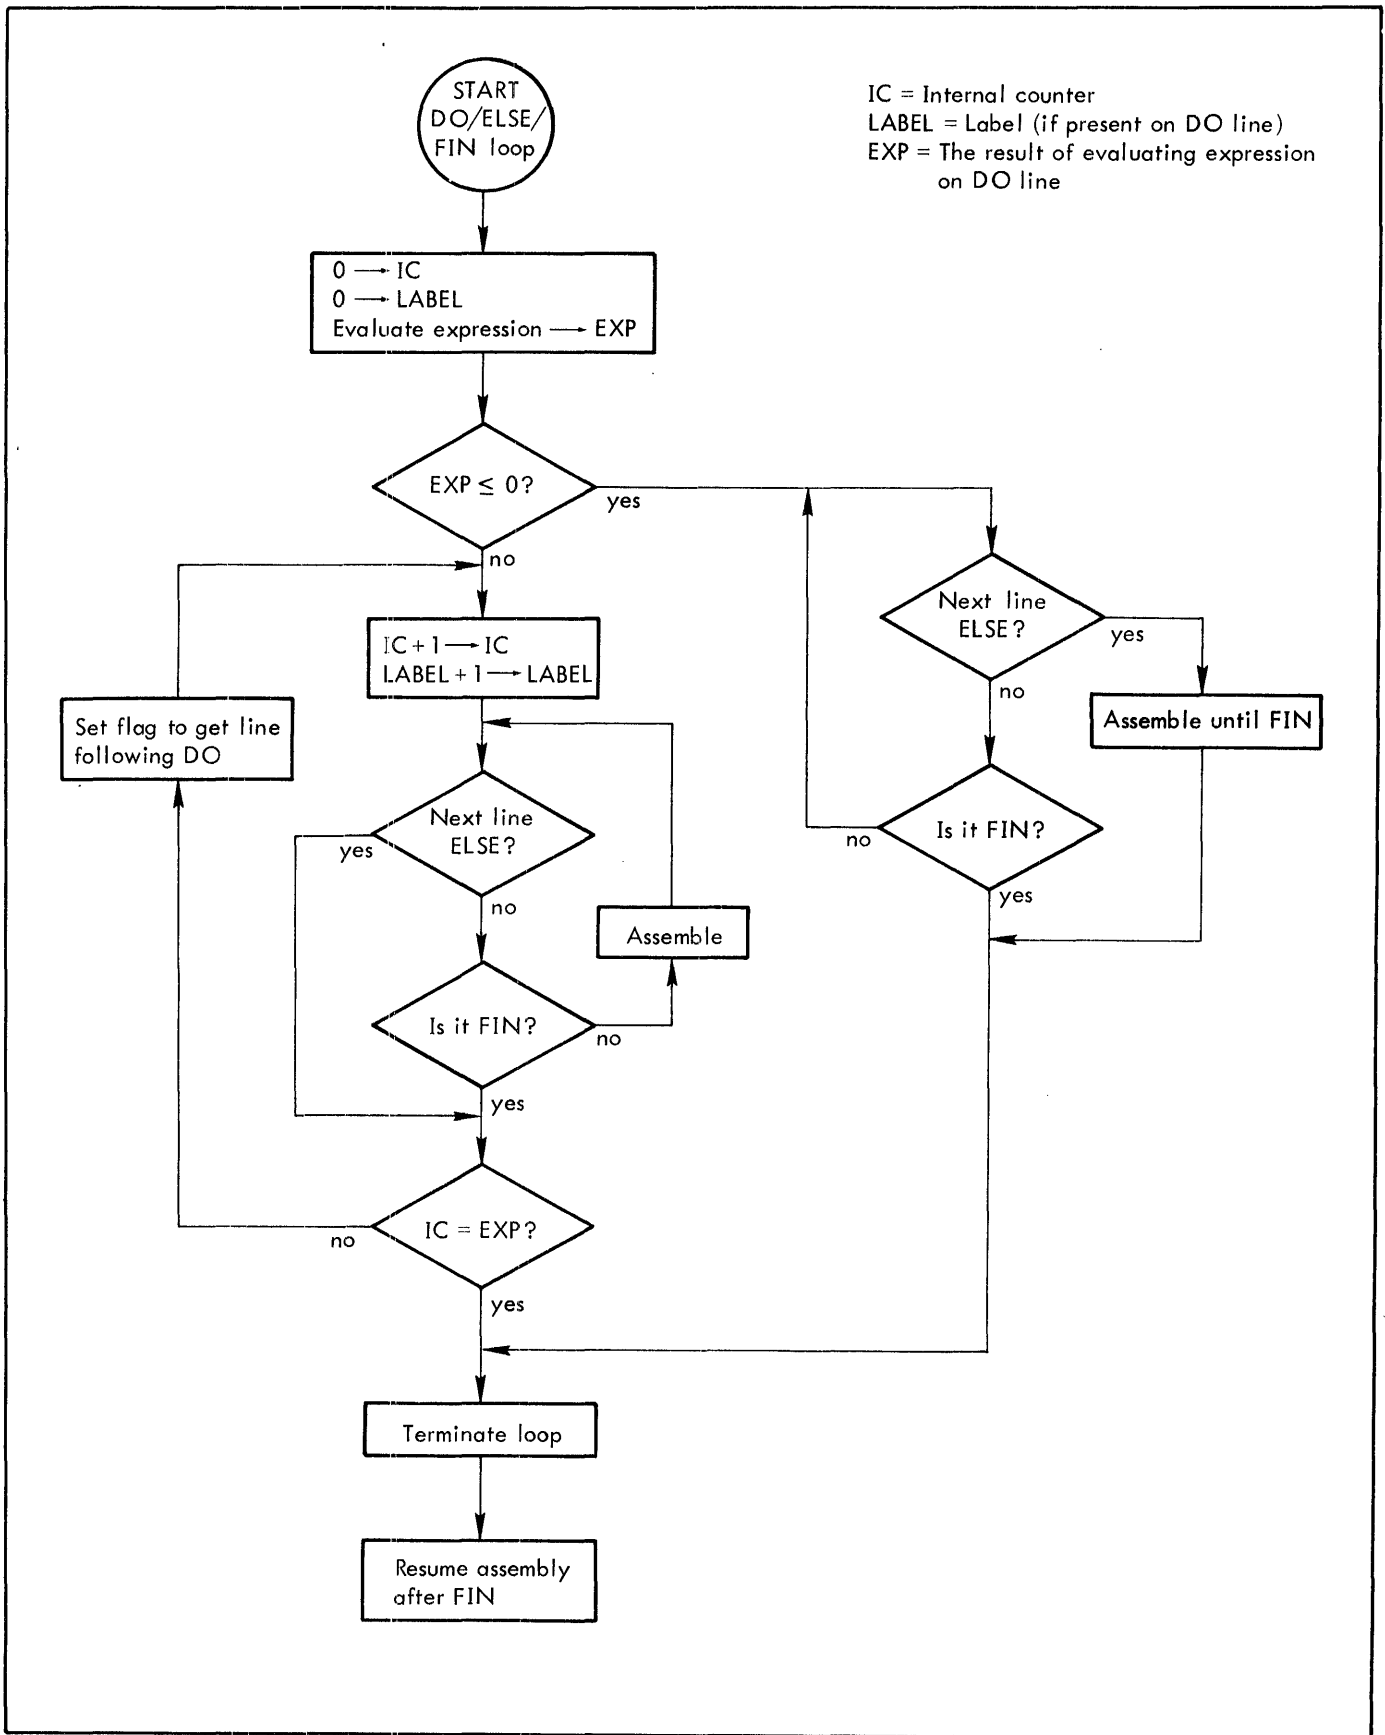 START
DO/ELSE/
FIN loop
IC = Internal counter
LABEL = Label (if present on DO line)
EXP = The result of evaluating expression
on DO line
0 → IC
0 → LABEL
Evaluate expression → EXP
EXP ≤ 0?
yes
no
Next line
ELSE?
yes
no
IC + 1 → IC
LABEL + 1 → LABEL
Set flag to get line
following DO
Assemble until FIN
Next line
ELSE?
yes
no
Is it FIN?
no
yes
Assemble
Is it FIN?
no
yes
IC = EXP?
no
yes
Terminate loop
Resume assembly
after FIN